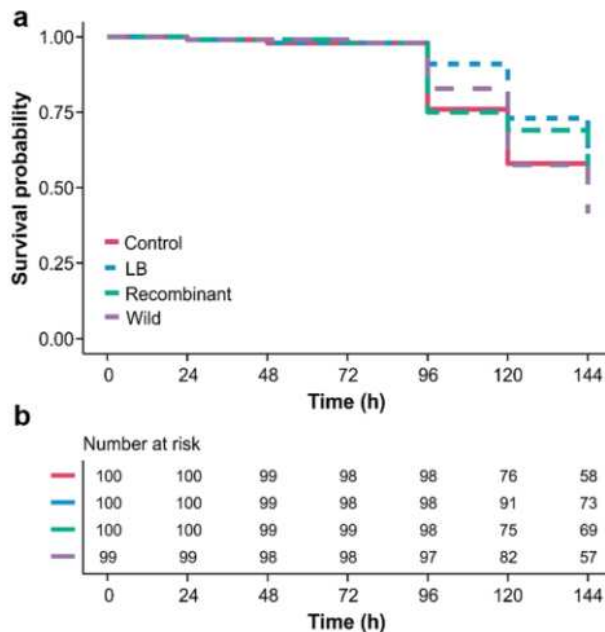 a
1.00
0.75
0.50
0.25
0.00
Survival probability
Control
LB
Recombinant
Wild
0 24 48 72 96 120 144
Time (h)
b
Number at risk
100 100 99 98 98 76 58
100 100 99 98 98 91 73
100 100 99 99 98 75 69
99 99 98 98 97 82 57
0 24 48 72 96 120 144
Time (h)